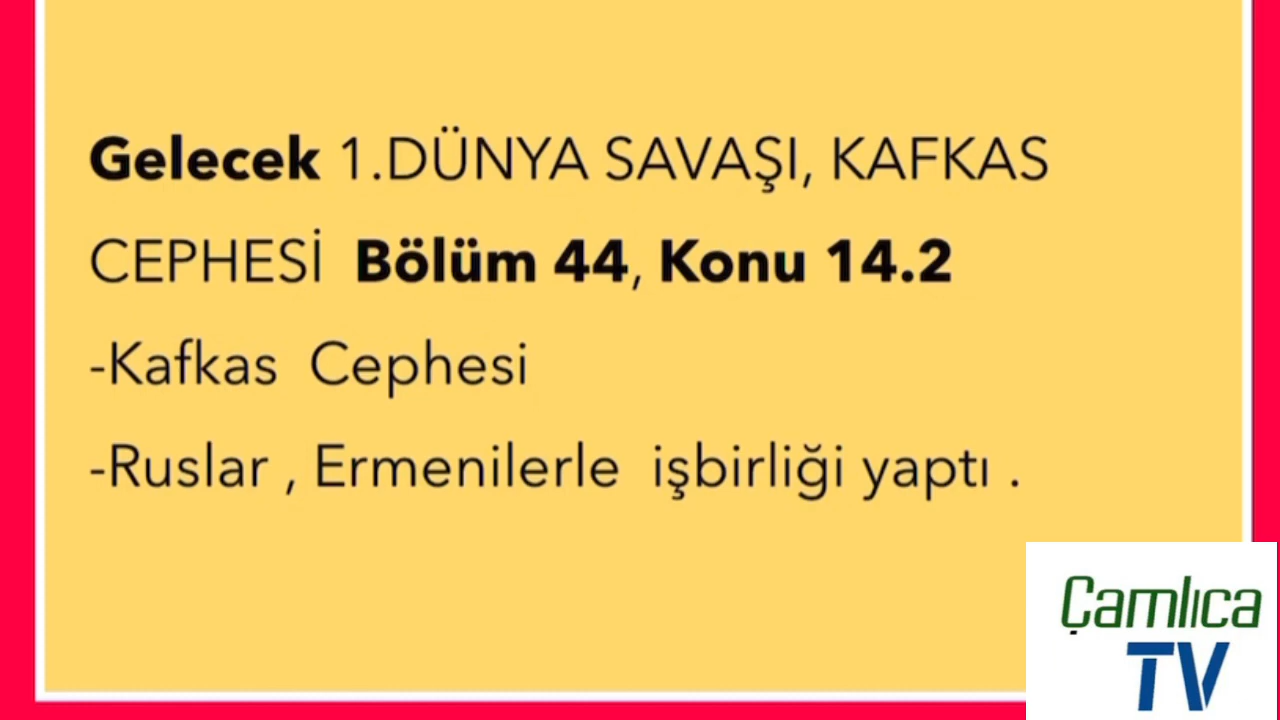 Gelecek 1.DÜNYA SAVAŞI, KAFKAS
CEPHESİ Bölüm 44, Konu 14.2
-Kafkas Cephesi
-Ruslar , Ermenilerle işbirliği yaptı .
Çamlıca
TV